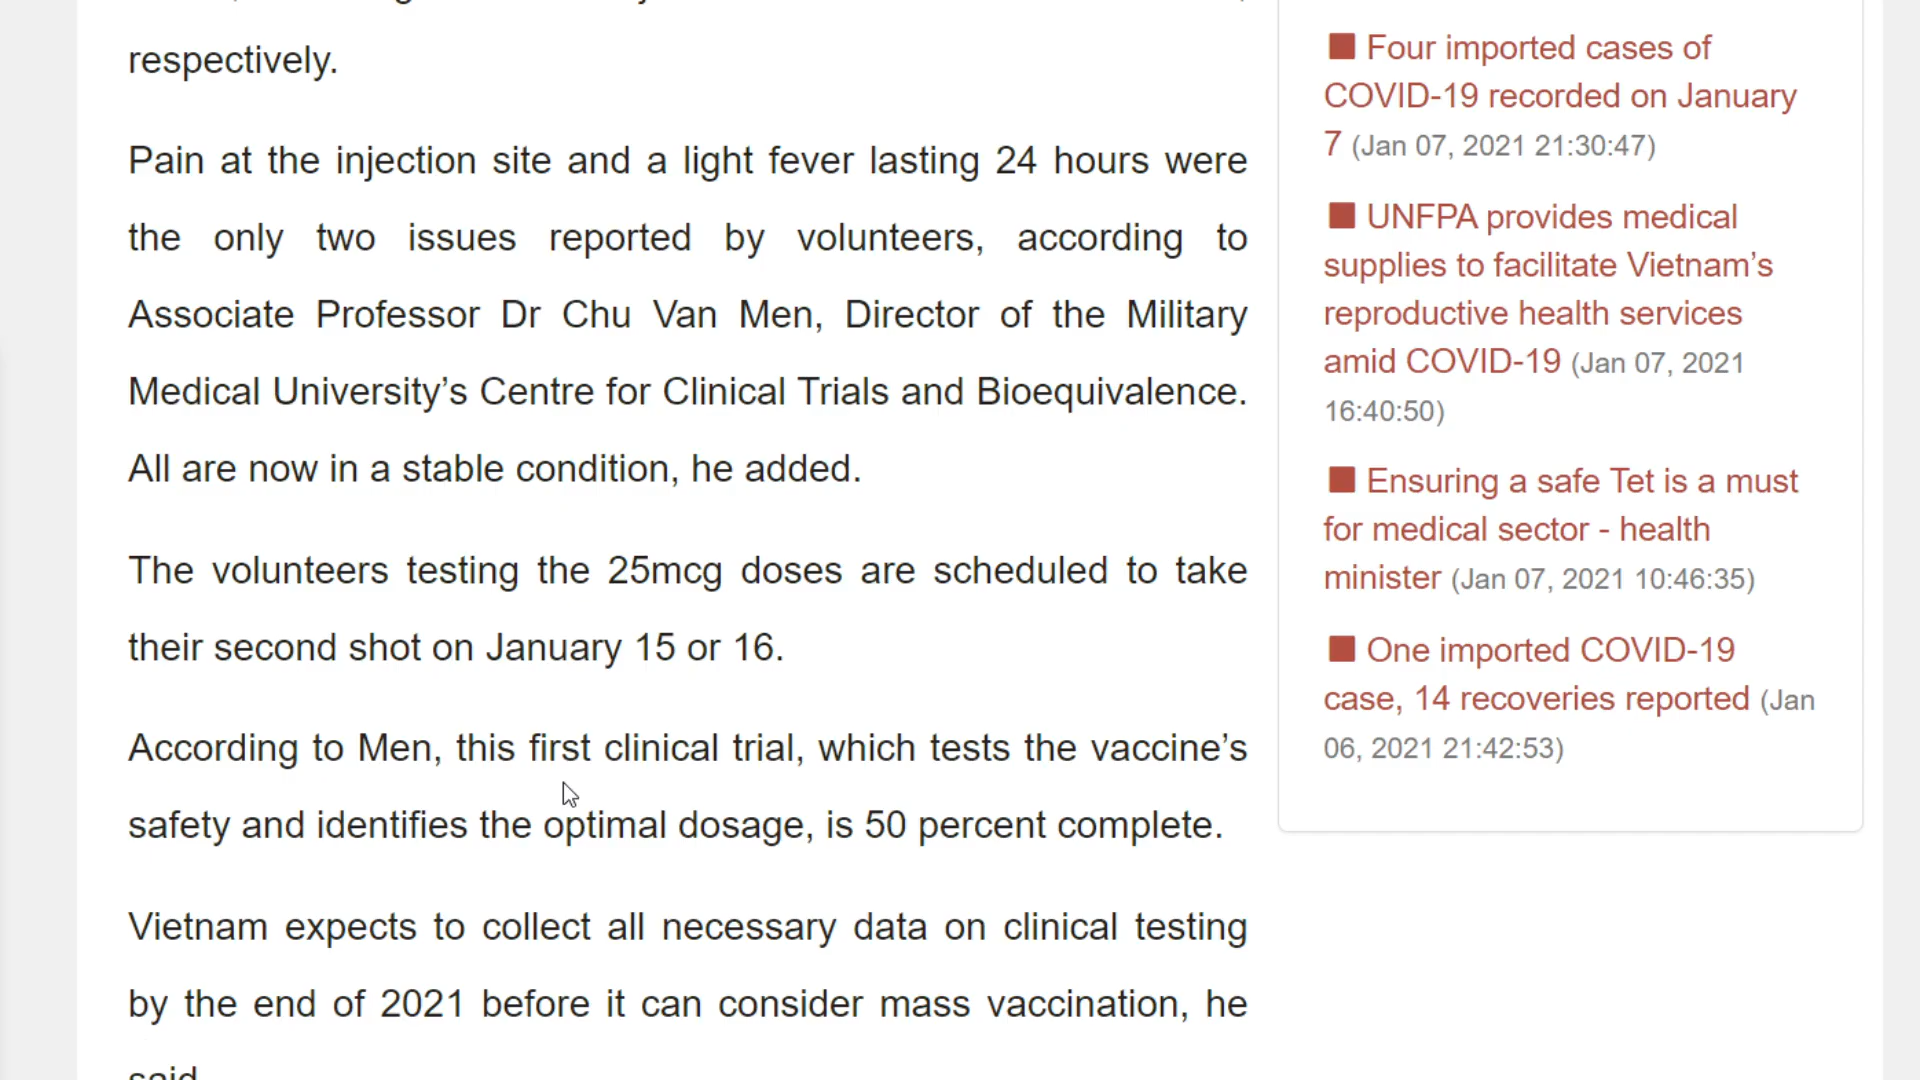 respectively.
Pain at the injection site and a light fever lasting 24 hours were
the only two issues reported by volunteers, according to
Associate Professor Dr Chu Van Men, Director of the Military
Medical University’s Centre for Clinical Trials and Bioequivalence.
All are now in a stable condition, he added.
The volunteers testing the 25mcg doses are scheduled to take
their second shot on January 15 or 16.
According to Men, this first clinical trial, which tests the vaccine’s
safety and identifies the optimal dosage, is 50 percent complete.
Vietnam expects to collect all necessary data on clinical testing
by the end of 2021 before it can consider mass vaccination, he
said
Four imported cases of
COVID-19 recorded on January
7 (Jan 07, 2021 21:30:47)
UNFPA provides medical
supplies to facilitate Vietnam’s
reproductive health services
amid COVID-19 (Jan 07, 2021
16:40:50)
Ensuring a safe Tet is a must
for medical sector - health
minister (Jan 07, 2021 10:46:35)
One imported COVID-19
case, 14 recoveries reported (Jan
06, 2021 21:42:53)